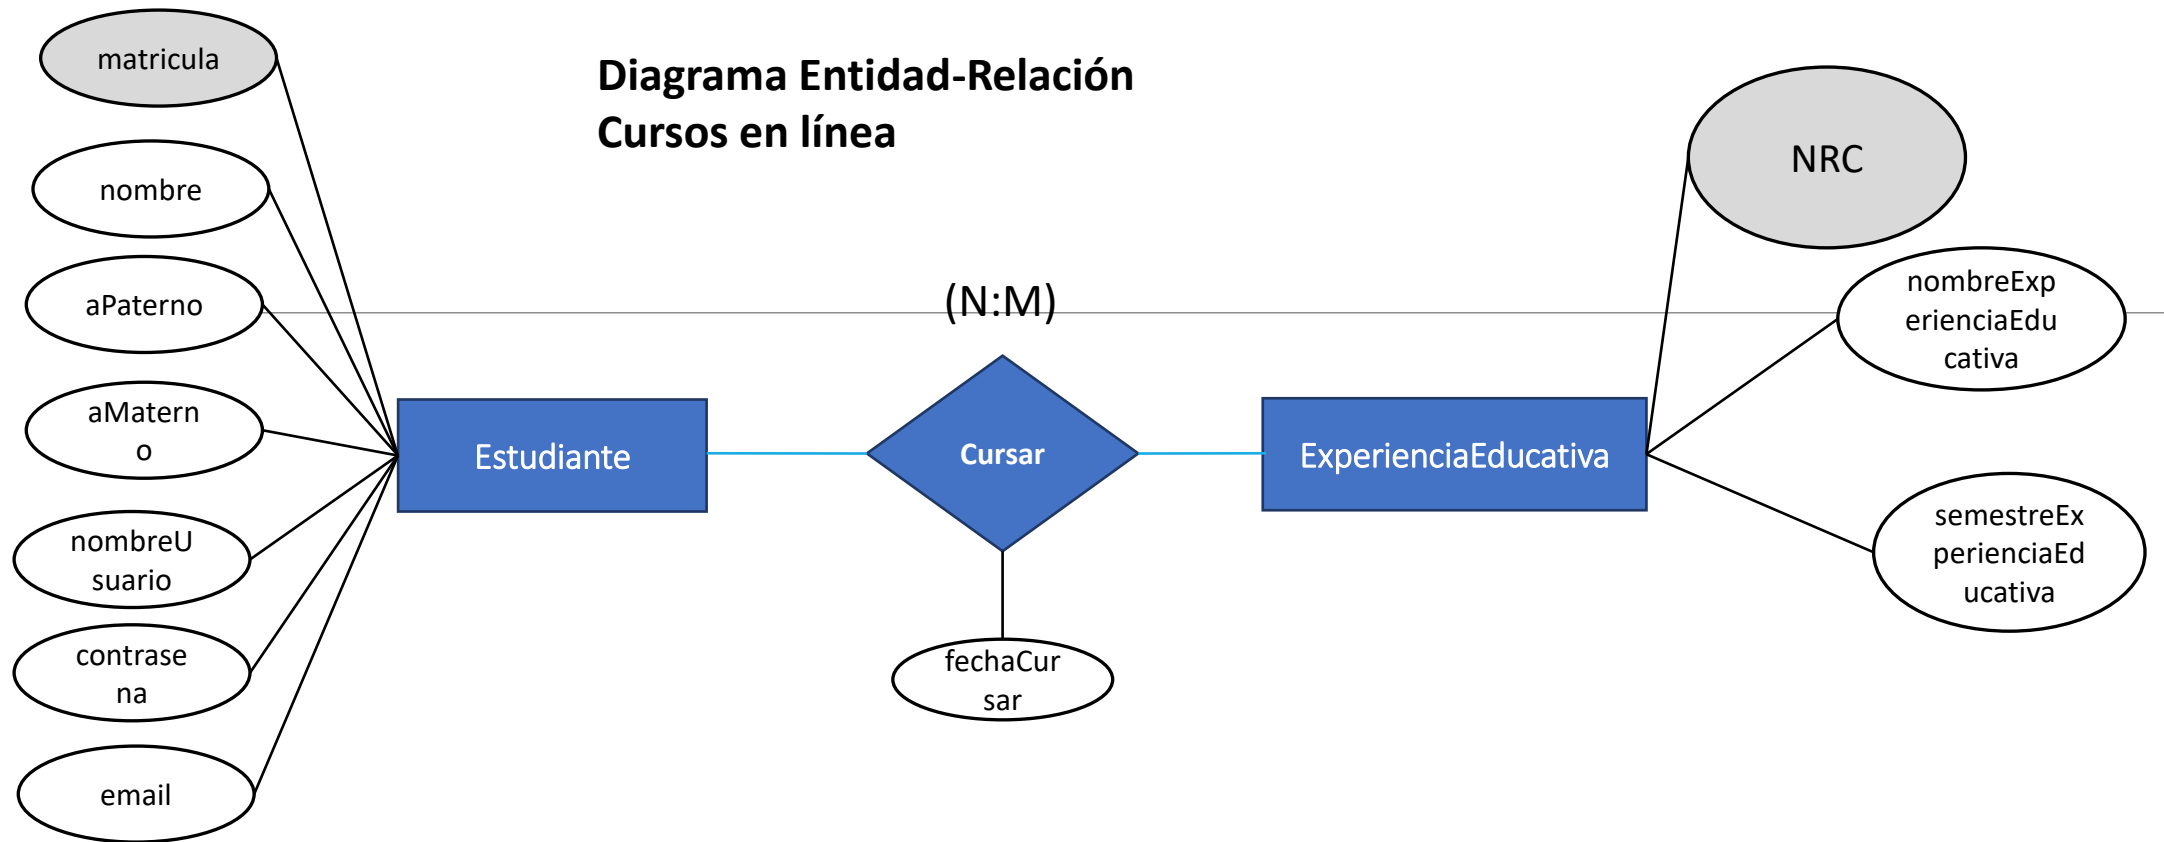 Diagrama Entidad-Relación
Cursos en línea
matricula
nombre
aPaterno
aMatern
o
nombreU
suario
contrase
na
email
Estudiante
(N:M)
Cursar
fechaCur
sar
ExperienciaEducativa
NRC
nombreExp
erienciaEdu
cativa
semestreEx
perienciaEd
ucativa